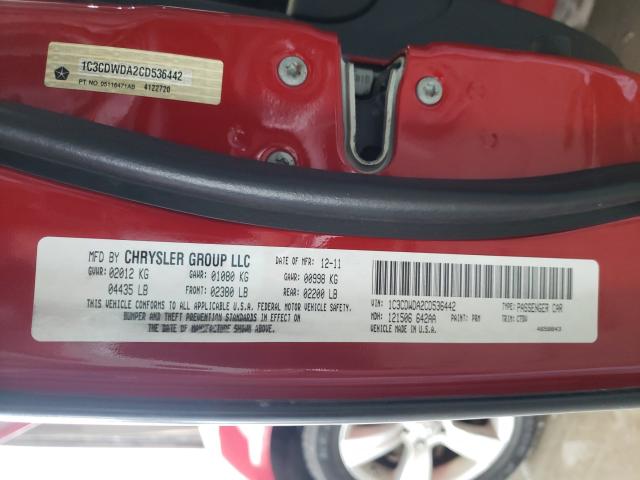 1C3CDWDA2CD536442
PT. NO. 05116471AB 4122720
MFD BY CHRYSLER GROUP LLC DATE OF MFR: 12-11
GVWR: 02012 KG GAWR: 01080 KG GAWR: 00998 KG
04435 LB FRONT: 02380 LB REAR: 02200 LB
THIS VEHICLE CONFORMS TO ALL APPLICABLE U.S.A. FEDERAL MOTOR VEHICLE SAFETY,
BUMPER AND THEFT PREVENTION STANDARDS IN EFFECT ON
THE DATE OF MANUFACTURE SHOWN ABOVE.
VIN: 1C3CDWDA2CD536442 TYPE: PASSENGER CAR
MDH: 121506 642AA PAINT: PRM TRIM: CTDV
VEHICLE MADE IN U.S.A.